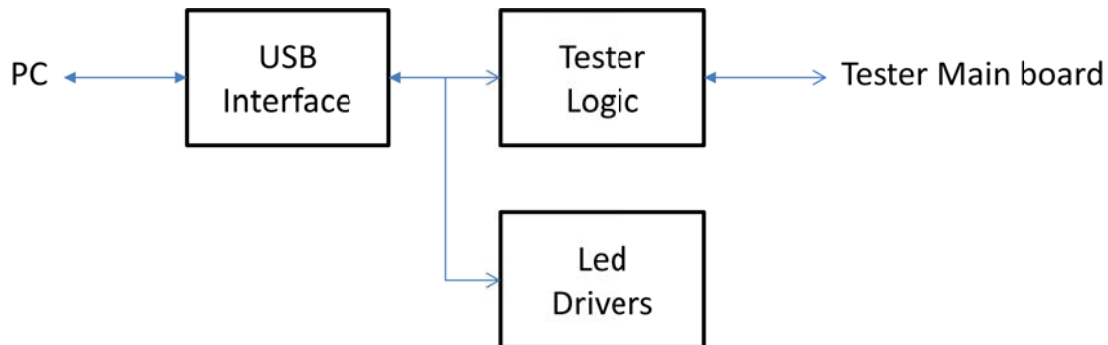 PC
USB
Interface
Tester
Logic
Tester Main board
Led
Drivers